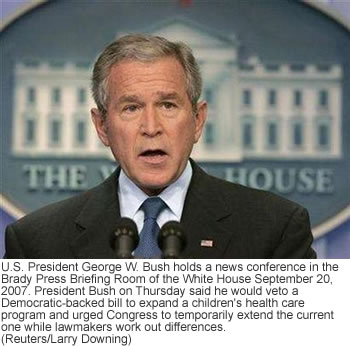 THE WHITE HOUSE
U.S. President George W. Bush holds a news conference in the
Brady Press Briefing Room of the White House September 20,
2007. President Bush on Thursday said he would veto a
Democratic-backed bill to expand a children's health care
program and urged Congress to temporarily extend the current
one while lawmakers work out differences.
(Reuters/Larry Downing)